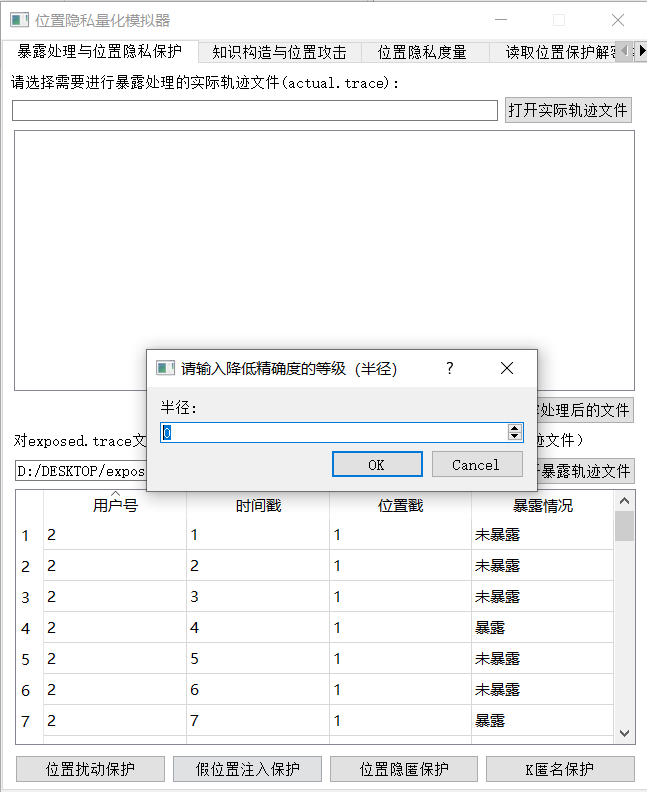 位置隐私量化模拟器
暴露处理与位置隐私保护 知识构造与位置攻击 位置隐私度量 读取位置保护解
请选择需要进行暴露处理的实际轨迹文件(actual.trace):
打开实际轨迹文件
请输入降低精确度的等级（半径） ?
半径:
0
OK Cancel
处理后的文件
对exposed.trace文 迹文件）
D:/DESKTOP/expos 暴露轨迹文件
用户号 时间戳 位置戳 暴露情况
1 2 1 1 未暴露
2 2 2 1 未暴露
3 2 3 1 未暴露
4 2 4 1 暴露
5 2 5 1 未暴露
6 2 6 1 未暴露
7 2 7 1 暴露
位置扰动保护 假位置注入保护 位置隐匿保护 K匿名保护